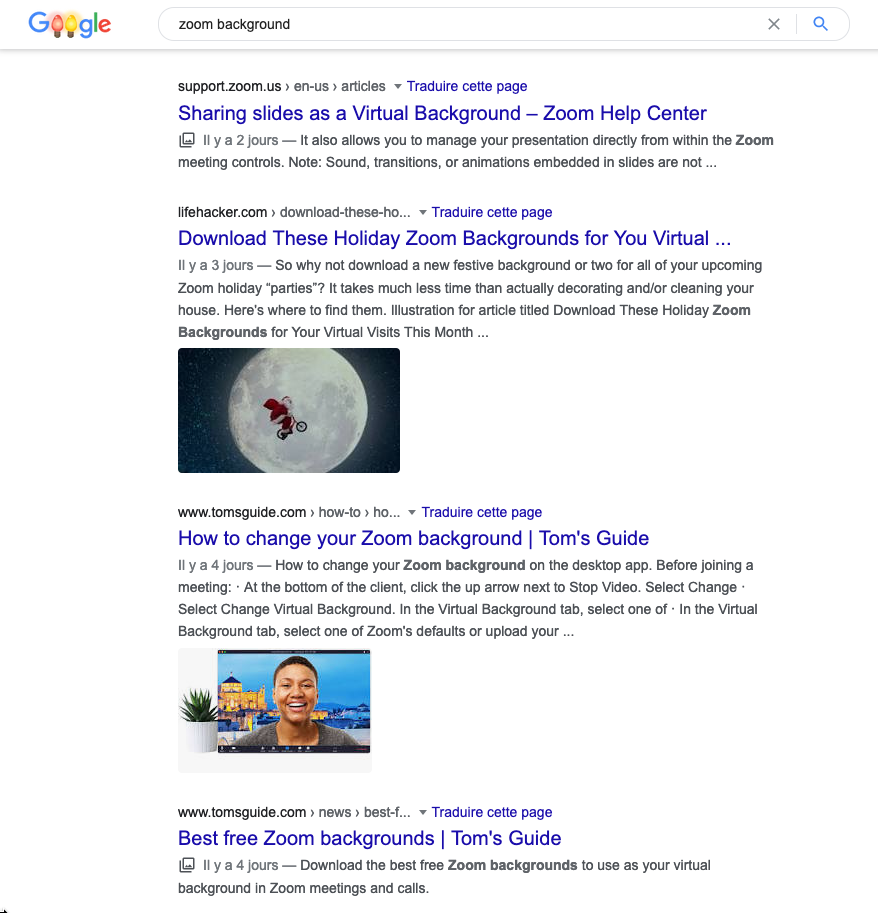 Google
zoom background
support.zoom.us › en-us › articles Traduire cette page
Sharing slides as a Virtual Background – Zoom Help Center
Il y a 2 jours — It also allows you to manage your presentation directly from within the Zoom
meeting controls. Note: Sound, transitions, or animations embedded in slides are not ...
lifehacker.com › download-these-ho... Traduire cette page
Download These Holiday Zoom Backgrounds for You Virtual ...
Il y a 3 jours — So why not download a new festive background or two for all of your upcoming
Zoom holiday “parties”? It takes much less time than actually decorating and/or cleaning your
house. Here's where to find them. Illustration for article titled Download These Holiday Zoom
Backgrounds for Your Virtual Visits This Month ...
www.tomsguide.com › how-to › ho... Traduire cette page
How to change your Zoom background | Tom's Guide
Il y a 4 jours — How to change your Zoom background on the desktop app. Before joining a
meeting: · At the bottom of the client, click the up arrow next to Stop Video. Select Change ·
Select Change Virtual Background. In the Virtual Background tab, select one of · In the Virtual
Background tab, select one of Zoom's defaults or upload your ...
www.tomsguide.com › news › best-f... Traduire cette page
Best free Zoom backgrounds | Tom's Guide
Il y a 4 jours — Download the best free Zoom backgrounds to use as your virtual
background in Zoom meetings and calls.